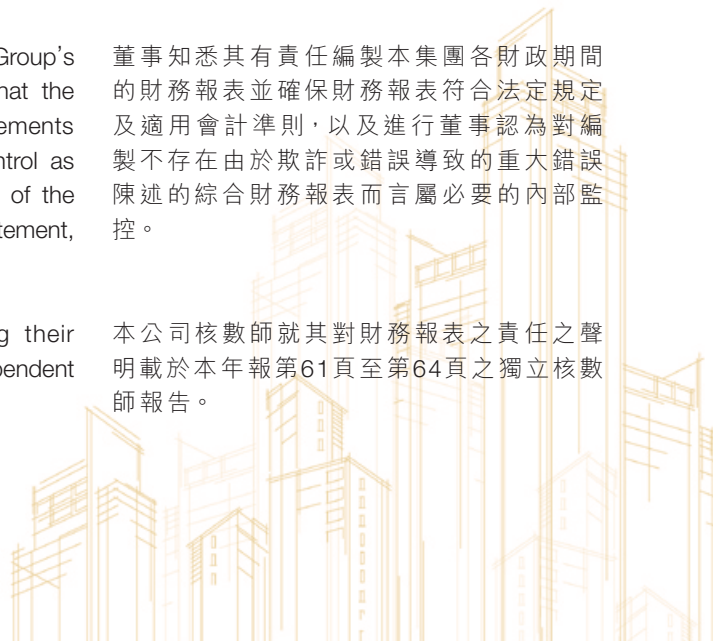 Group's
hat the
ements
ntrol as
of the
tement,
g their
pendent
董事知悉其有責任編製本集團各財政期間
的財務報表並確保財務報表符合法定規定
及適用會計準則，以及進行董事認為對編
製不存在由於欺詐或錯誤導致的重大錯誤
陳述的綜合財務報表而言屬必要的內部監
控。
本公司核數師就其對財務報表之責任之聲
明載於本年報第61頁至第64頁之獨立核數
師報告。